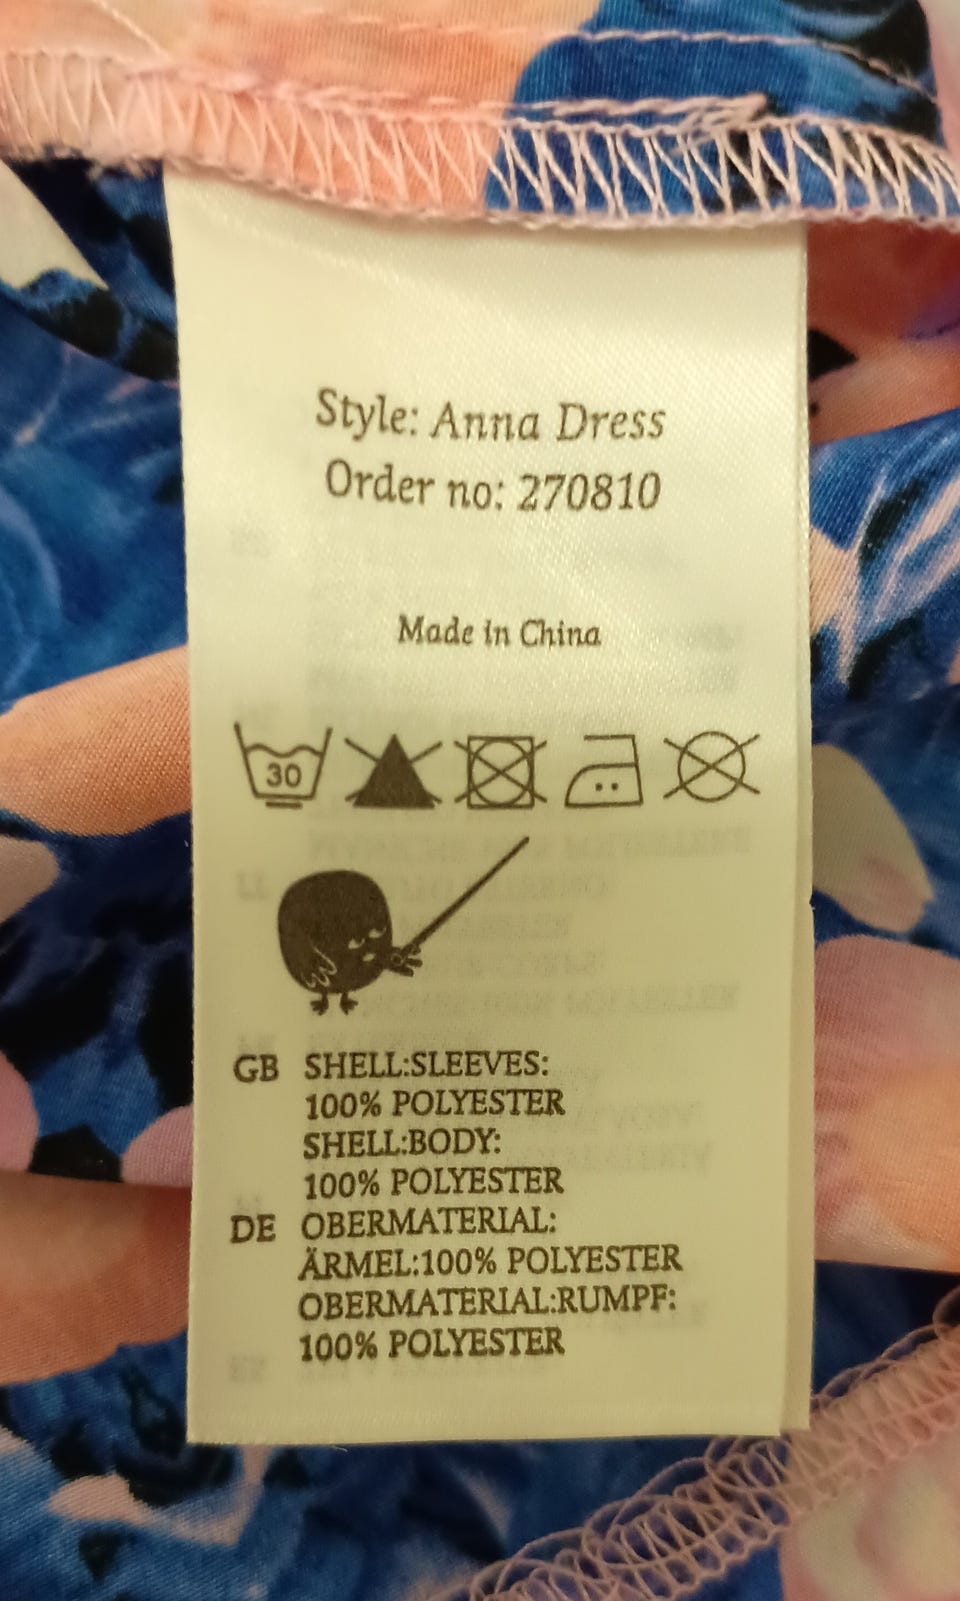 Style: Anna Dress
Order no: 270810
Made in China
30
GB SHELL:SLEEVES:
100% POLYESTER
SHELL:BODY:
100% POLYESTER
DE OBERMATERIAL:
ÄRMEL:100% POLYESTER
OBERMATERIAL:RUMPF:
100% POLYESTER